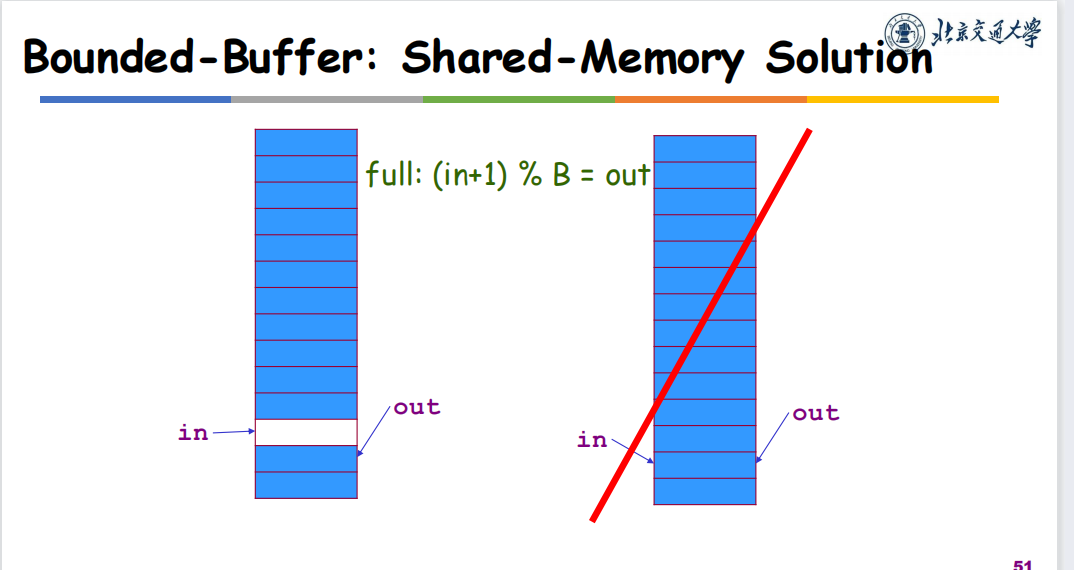 北京交通大学
Bounded-Buffer: Shared-Memory Solution
full: (in+1) % B = out
out
in
out
in
51